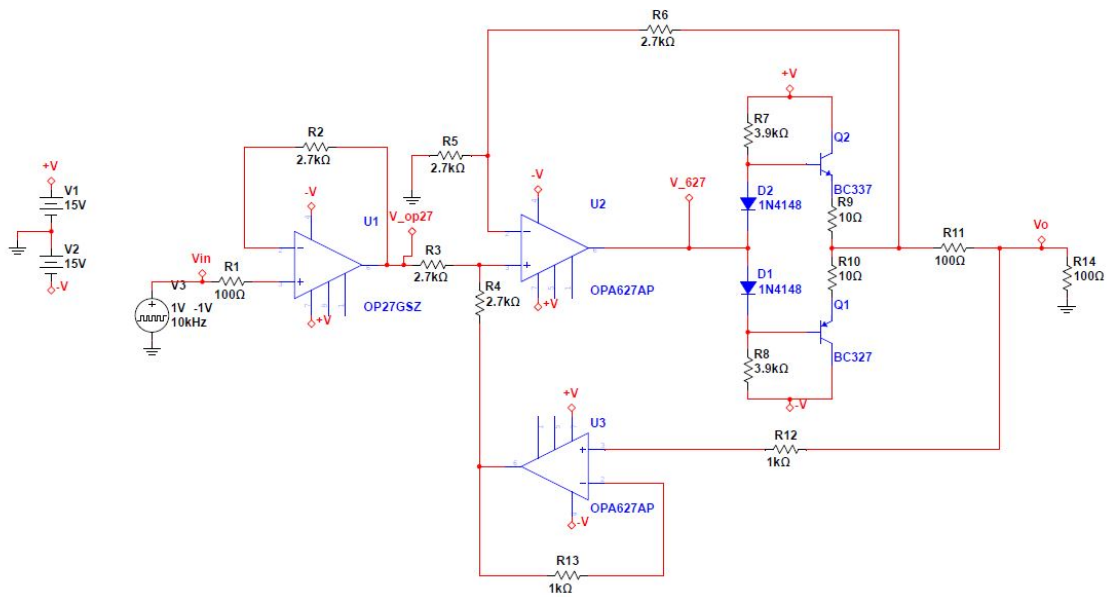 R6
2.7kΩ
+V
R7
3.9kΩ
Q2
R2
2.7kΩ
R5
2.7kΩ
+V
V1
15V
-V
U1
V_op27
-V
U2
V_627
D2
1N4148
BC337
R9
10Ω
R11
100Ω
Vo
V2
15V
-V
Vin
R1
100Ω
R3
2.7kΩ
R4
2.7kΩ
D1
1N4148
R10
10Ω
R14
100Ω
V3
1V -1V
10kHz
+V
OP27GSZ
+V
OPA627AP
Q1
R8
3.9kΩ
BC327
-V
+V
U3
R12
1kΩ
OPA627AP
-V
R13
1kΩ